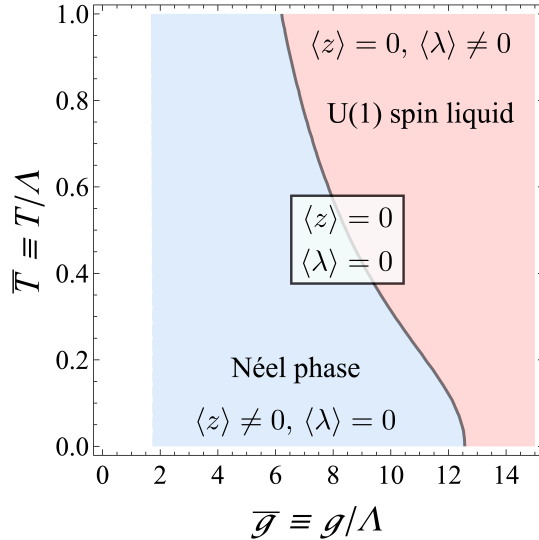 ⟨z⟩ = 0, ⟨λ⟩ ≠ 0
U(1) spin liquid
⟨z⟩ = 0
⟨λ⟩ = 0
Néel phase
⟨z⟩ ≠ 0, ⟨λ⟩ = 0
1.0
0.8
0.6
0.4
0.2
0.0
T̅ ≡ T/Λ
0 2 4 6 8 10 12 14
g̅ ≡ g/Λ